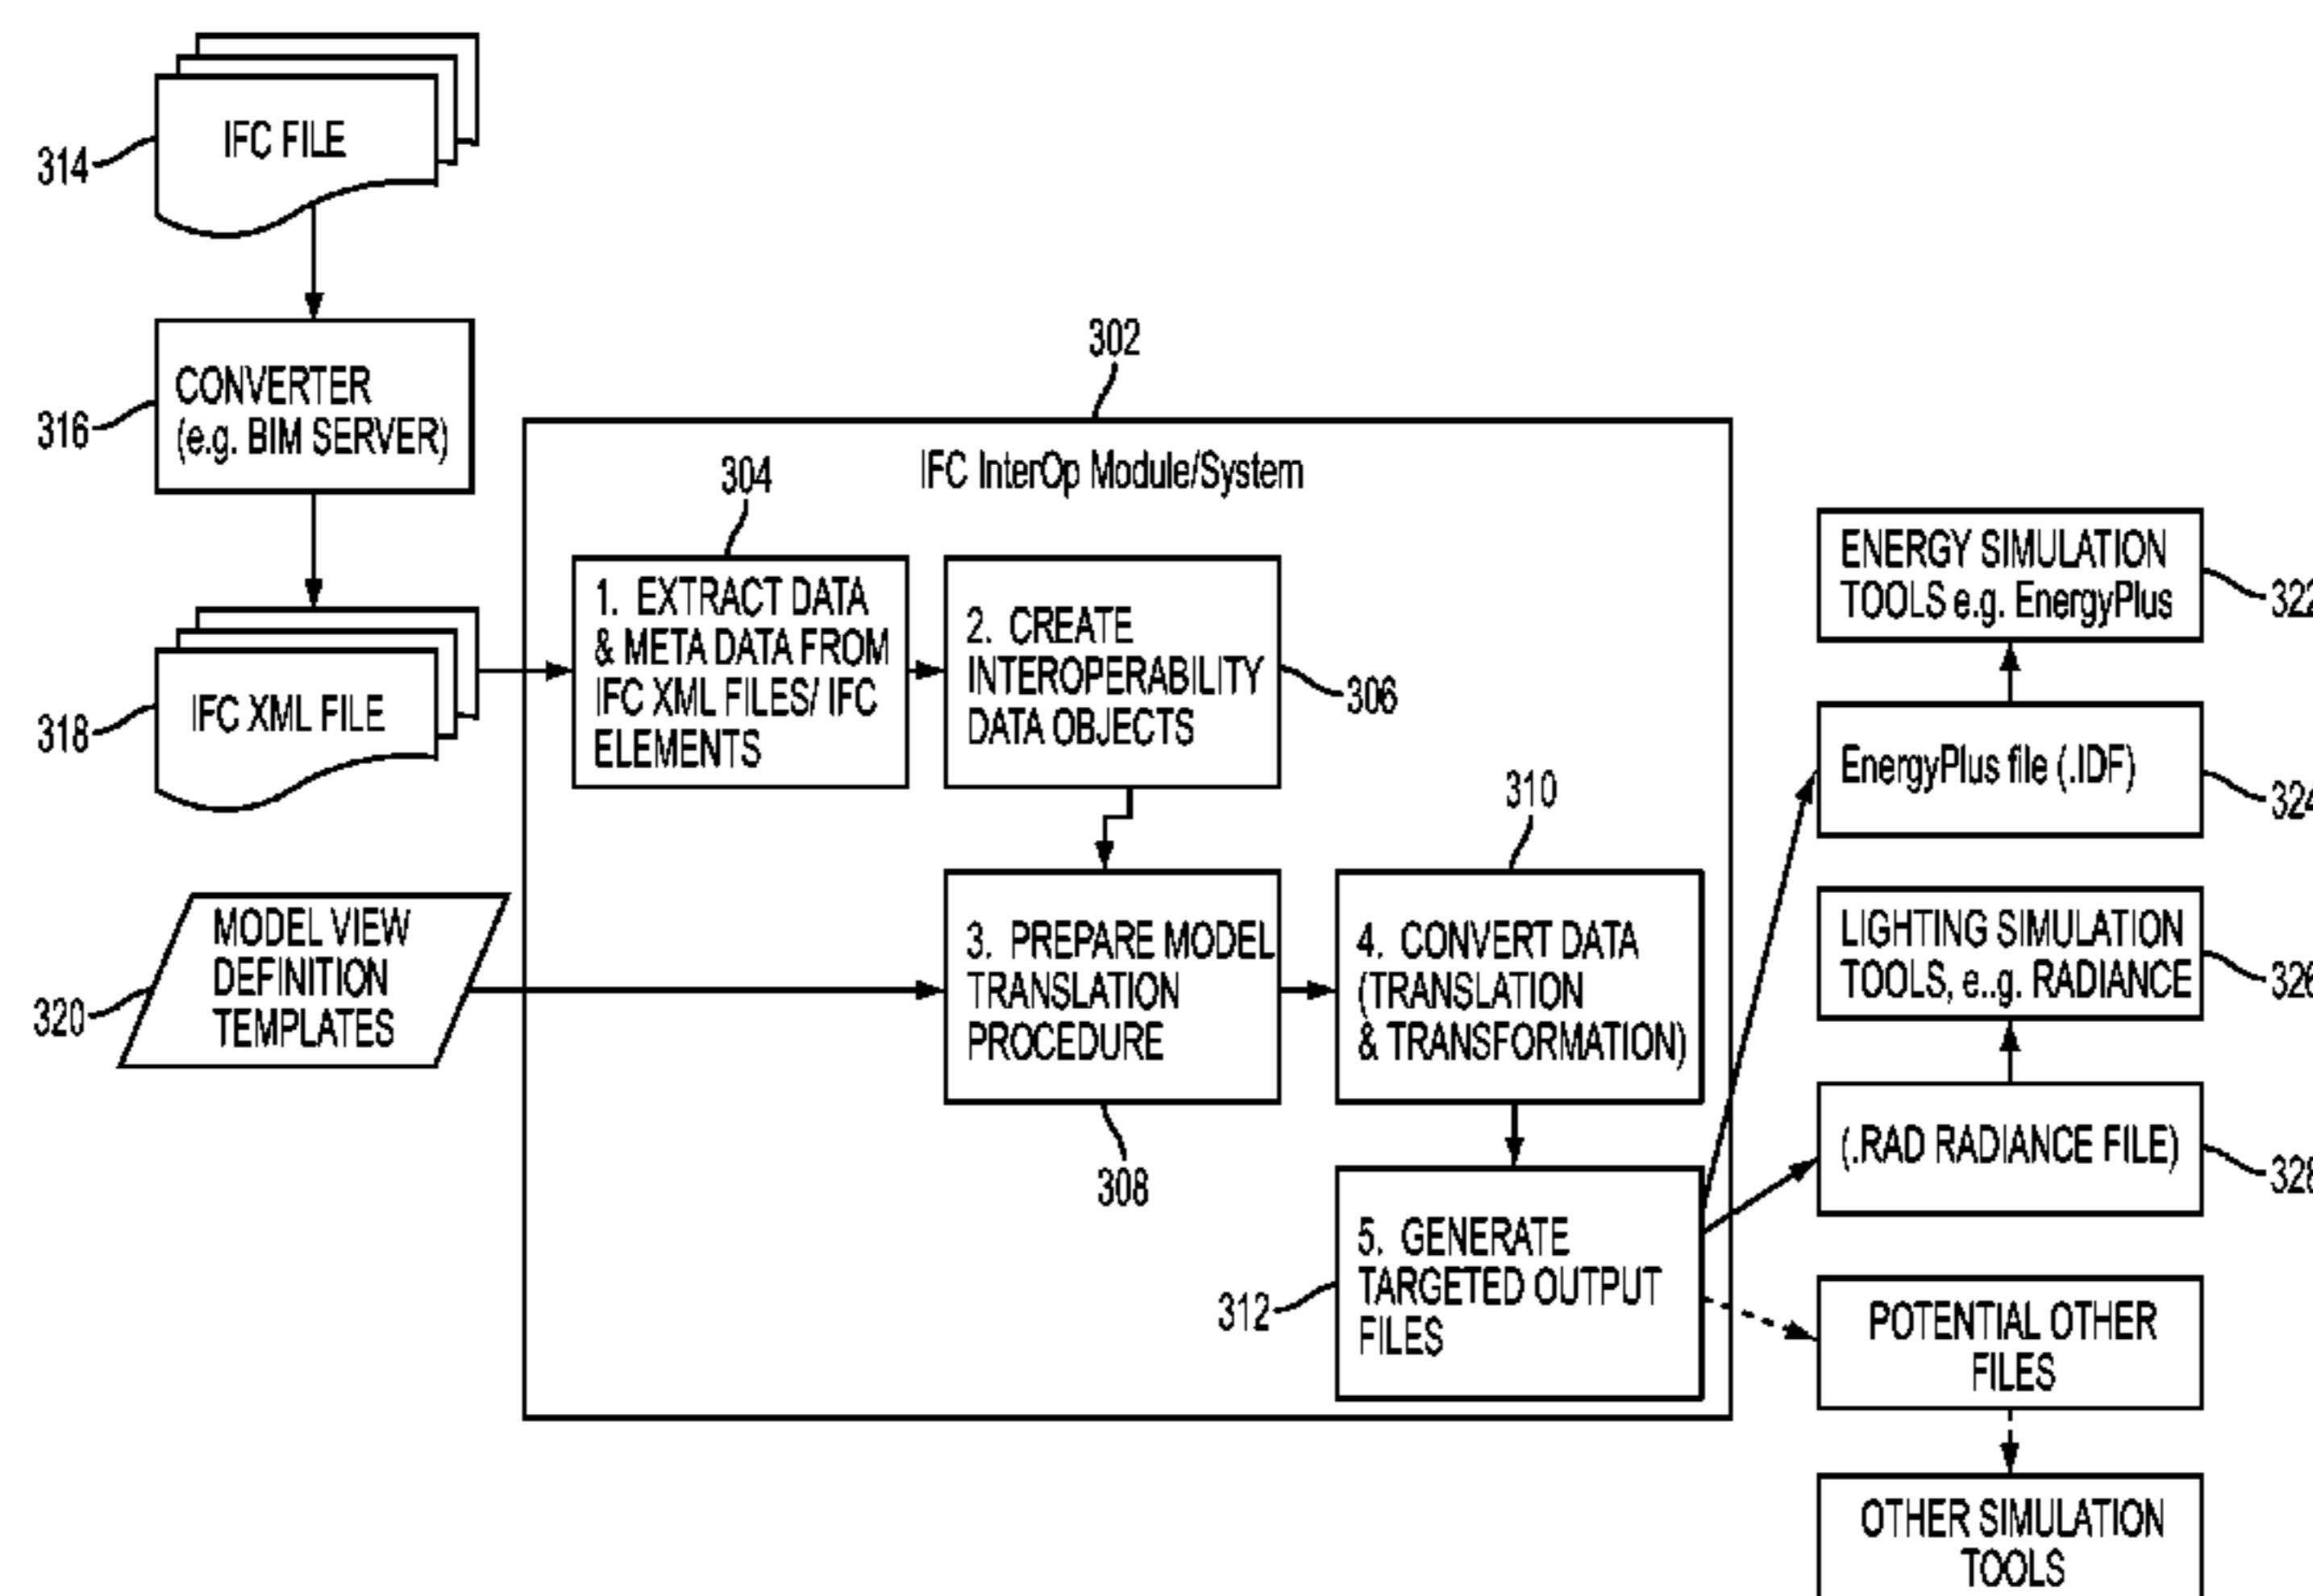 IFC FILE
314
CONVERTER
(e.g. BIM SERVER)
316
IFC XML FILE
318
MODEL VIEW
DEFINITION
TEMPLATES
320
302
IFC InterOp Module/System
304
1. EXTRACT DATA
& META DATA FROM
IFC XML FILES/ IFC
ELEMENTS
2. CREATE
INTEROPERABILITY
DATA OBJECTS
306
3. PREPARE MODEL
TRANSLATION
PROCEDURE
308
310
4. CONVERT DATA
(TRANSLATION
& TRANSFORMATION)
5. GENERATE
TARGETED OUTPUT
FILES
312
ENERGY SIMULATION
TOOLS e.g. EnergyPlus
322
EnergyPlus file (.IDF)
324
LIGHTING SIMULATION
TOOLS, e..g. RADIANCE
326
(.RAD RADIANCE FILE)
328
POTENTIAL OTHER
FILES
OTHER SIMULATION
TOOLS